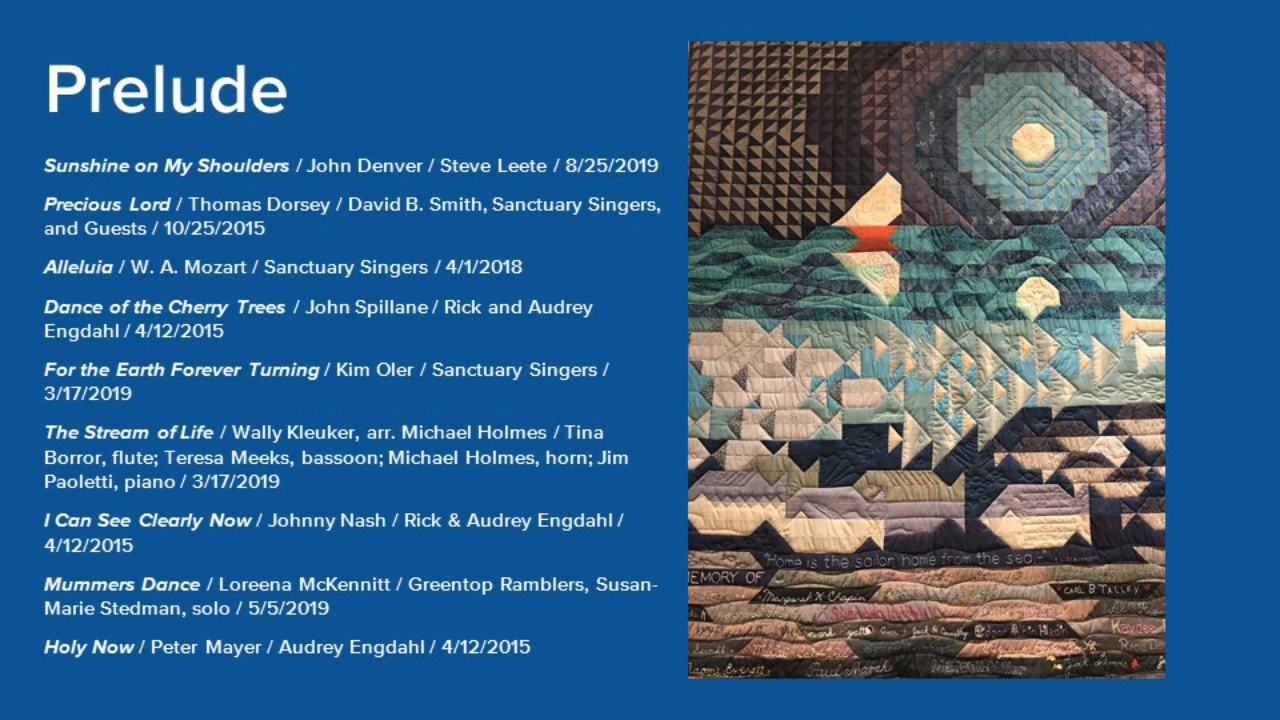 Prelude
Sunshine on My Shoulders / John Denver / Steve Leete / 8/25/2019
Precious Lord / Thomas Dorsey / David B. Smith, Sanctuary Singers,
and Guests / 10/25/2015
Alleluia / W. A. Mozart / Sanctuary Singers / 4/1/2018
Dance of the Cherry Trees / John Spillane / Rick and Audrey
Engdahl / 4/12/2015
For the Earth Forever Turning / Kim Oler / Sanctuary Singers /
3/17/2019
The Stream of Life / Wally Kleuker, arr. Michael Holmes / Tina
Borror, flute; Teresa Meeks, bassoon; Michael Holmes, horn; Jim
Paoletti, piano / 3/17/2019
I Can See Clearly Now / Johnny Nash / Rick & Audrey Engdahl /
4/12/2015
Mummers Dance / Loreena McKennitt / Greentop Ramblers, Susan-
Marie Stedman, solo / 5/5/2019
Holy Now / Peter Mayer / Audrey Engdahl / 4/12/2015
"Home is the sailor home from the sea,"
EMORY OF
Margaret K Chapin
CARL B TALLEY
Paul March